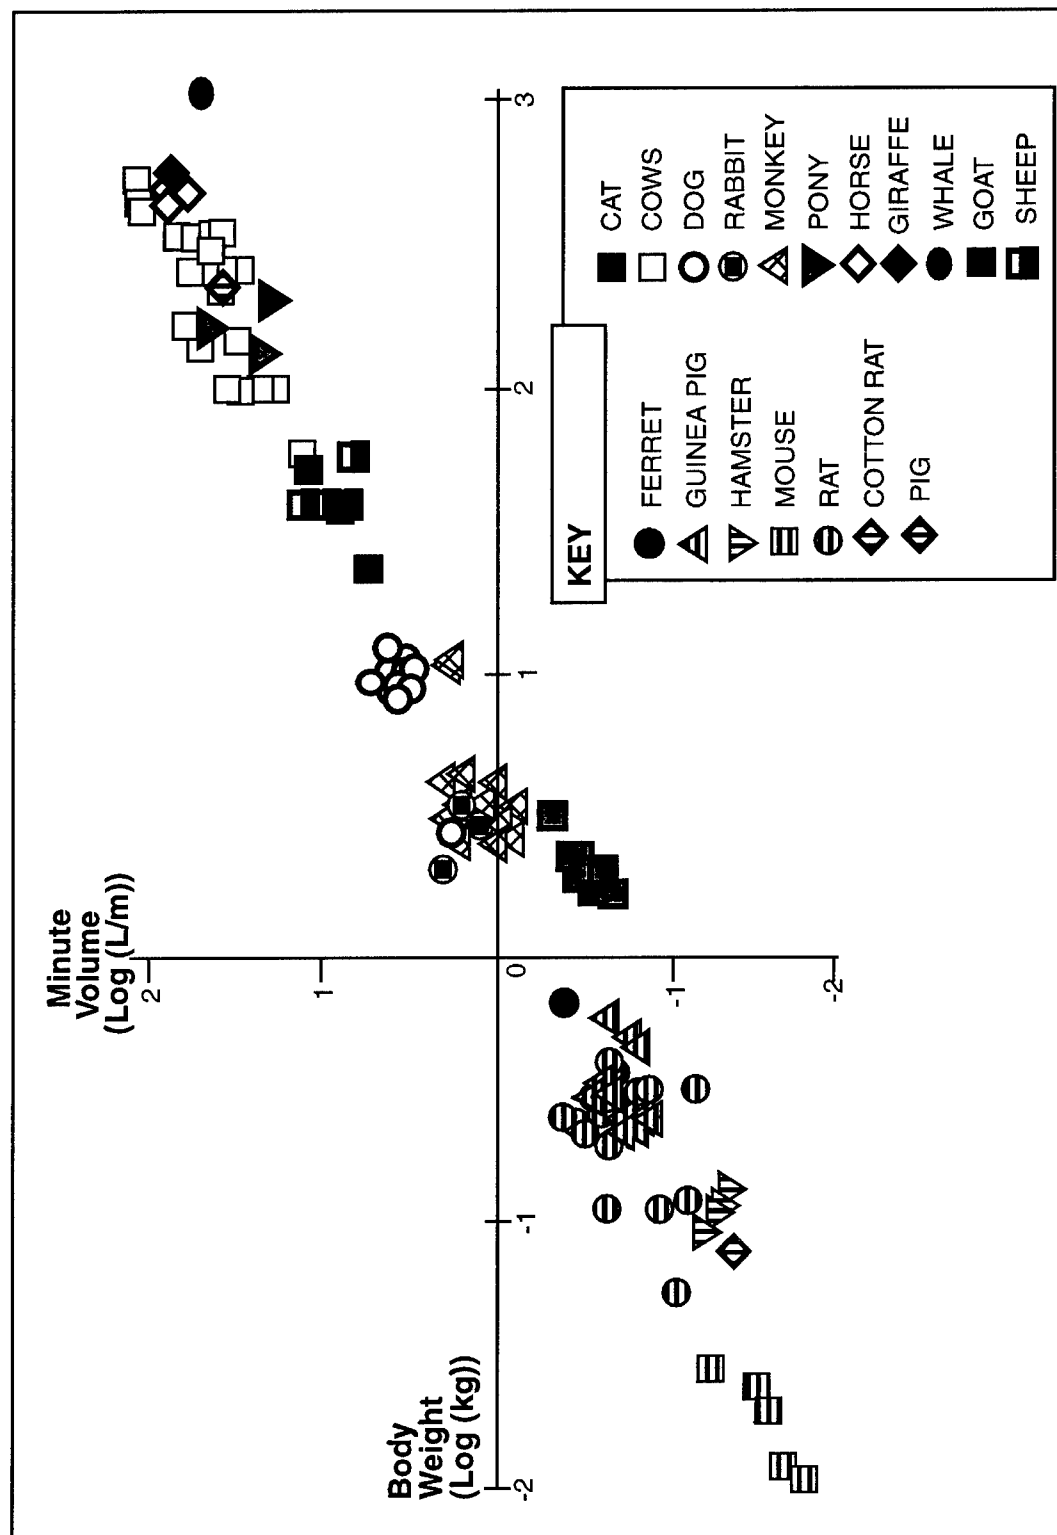 Minute
Volume
(Log (L/m))
2
1
0
-1
-2
Body
Weight
(Log (kg))
-2
-1
1
2
3
KEY
FERRET
GUINEA PIG
HAMSTER
MOUSE
RAT
COTTON RAT
PIG
CAT
COWS
DOG
RABBIT
MONKEY
PONY
HORSE
GIRAFFE
WHALE
GOAT
SHEEP